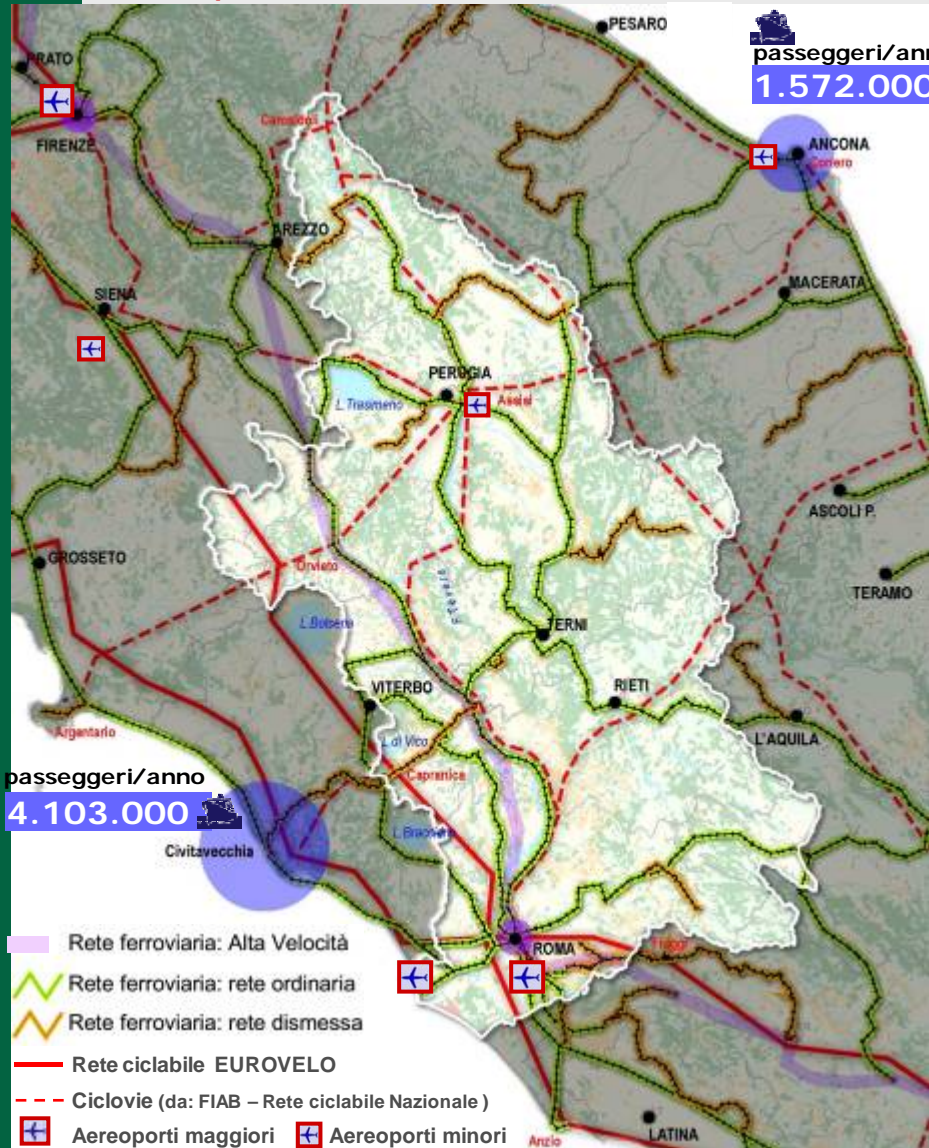 PESARO
passeggeri/ann
1.572.000
PRATO
FIRENZE
ANCONA
Conero
AREZZO
SIENA
MACERATA
PERUGIA
L. Trasimeno
Assisi
ASCOLI P.
GROSSETO
TERAMO
Orvieto
L. Bolsena
TERNI
VITERBO
RIETI
L'AQUILA
Argentario
L. di Vico
Capranica
passeggeri/anno
4.103.000
Civitavecchia
ROMA
Rete ferroviaria: Alta Velocità
Rete ferroviaria: rete ordinaria
Rete ferroviaria: rete dismessa
Rete ciclabile EUROVELO
Ciclovie (da: FIAB – Rete ciclabile Nazionale )
Aereoporti maggiori Aereoporti minori
LATINA
Anzio